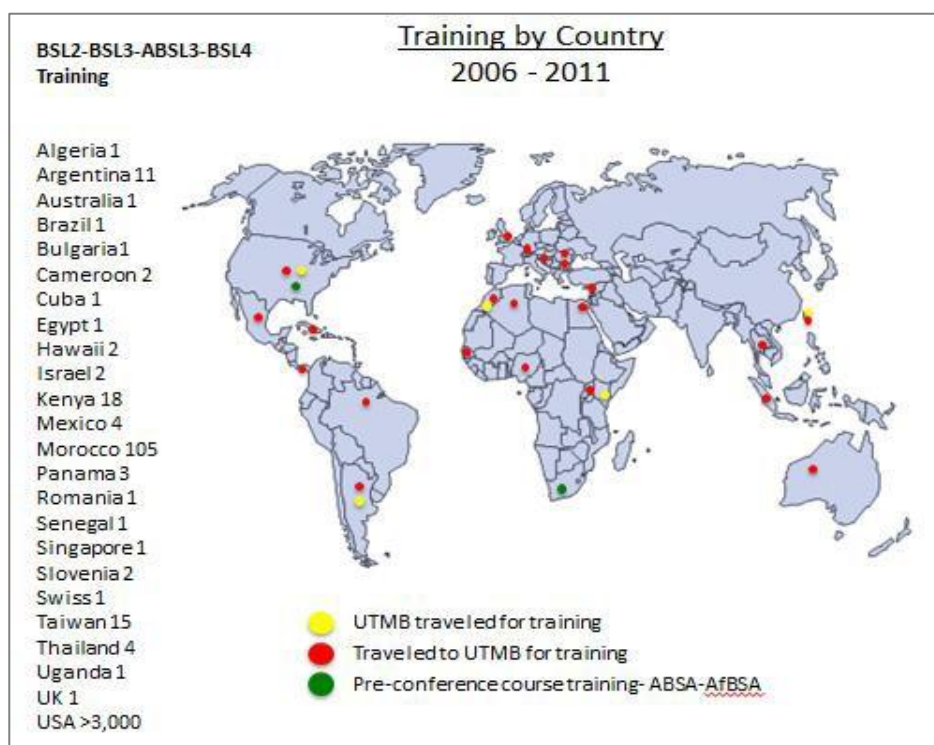 BSL2-BSL3-ABSL3-BSL4
Training
Training by Country
2006 - 2011
Algeria 1
Argentina 11
Australia 1
Brazil 1
Bulgaria1
Cameroon 2
Cuba 1
Egypt 1
Hawaii 2
Israel 2
Kenya 18
Mexico 4
Morocco 105
Panama 3
Romania 1
Senegal 1
Singapore 1
Slovenia 2
Swiss 1
Taiwan 15
Thailand 4
Uganda 1
UK 1
USA >3,000
UTMB traveled for training
Traveled to UTMB for training
Pre-conference course training- ABSA-AfBSA